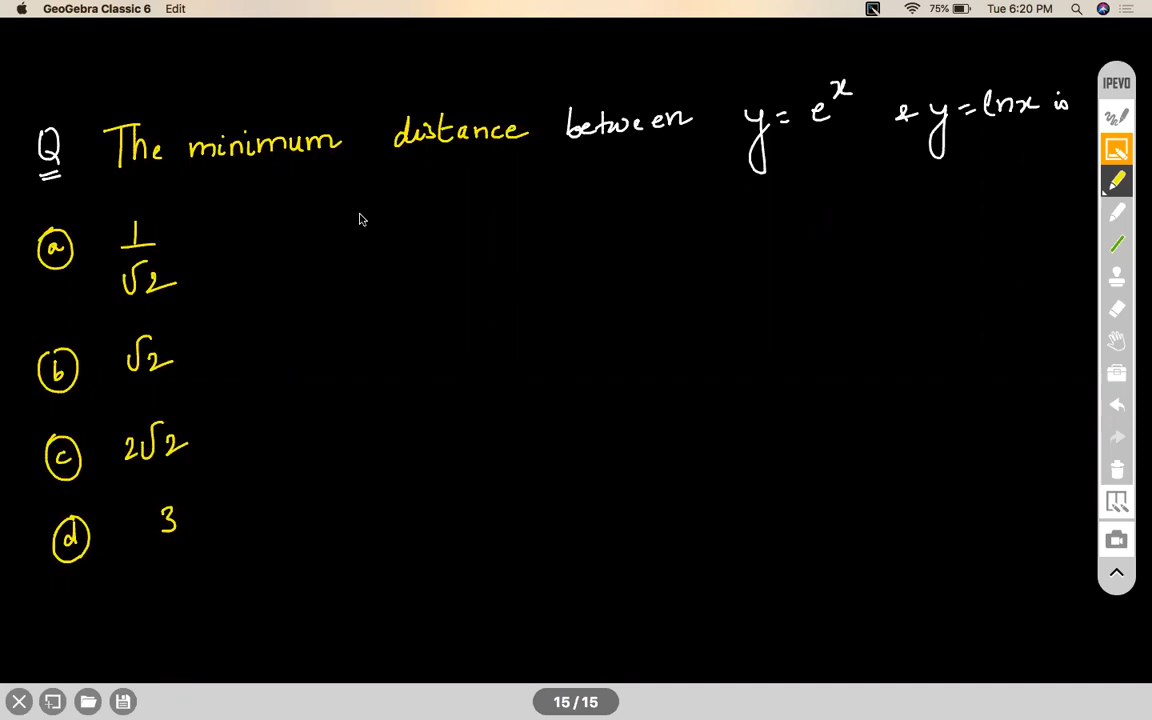 GeoGebra Classic 6 Edit 75% Tue 6:20 PM
Q The minimum distance between y = e^x & y = ln x is
IPEVO
a 1/√2
b √2
c 2√2
d 3
15 / 15